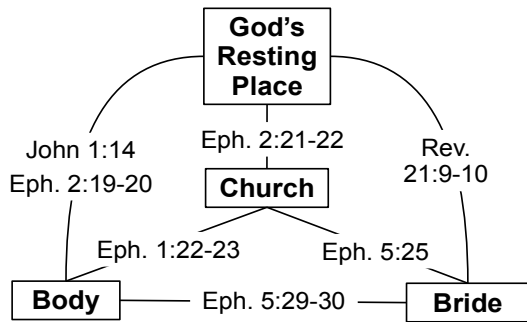 God's
Resting
Place
John 1:14
Eph. 2:19-20
Eph. 2:21-22
Rev.
21:9-10
Church
Eph. 1:22-23
Eph. 5:25
Body
Eph. 5:29-30
Bride